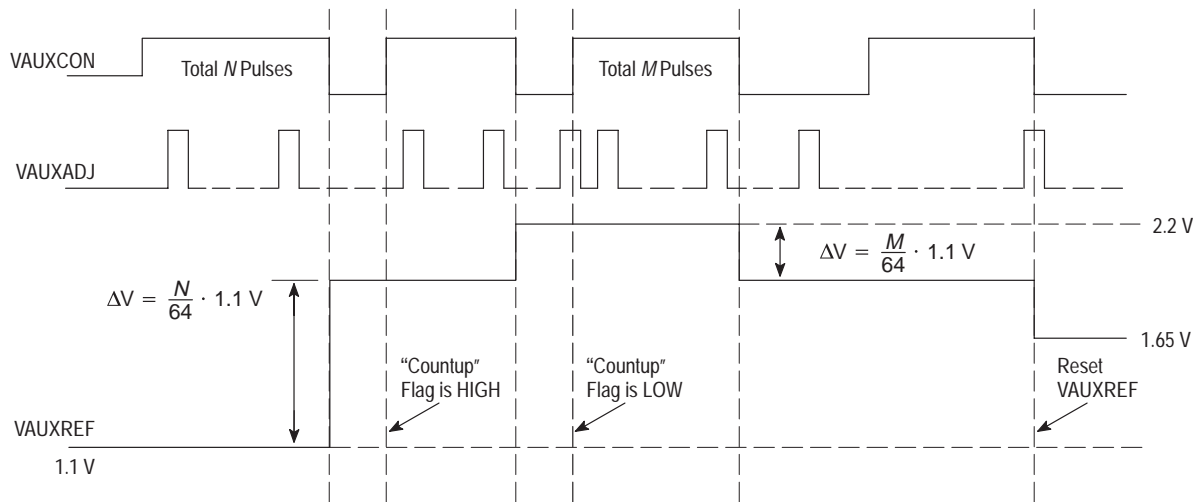 VAUXCON
Total N Pulses
Total M Pulses
VAUXADJ
2.2 V
ΔV = N/64 · 1.1 V
ΔV = M/64 · 1.1 V
1.65 V
“Countup”
Flag is HIGH
“Countup”
Flag is LOW
Reset
VAUXREF
VAUXREF
1.1 V